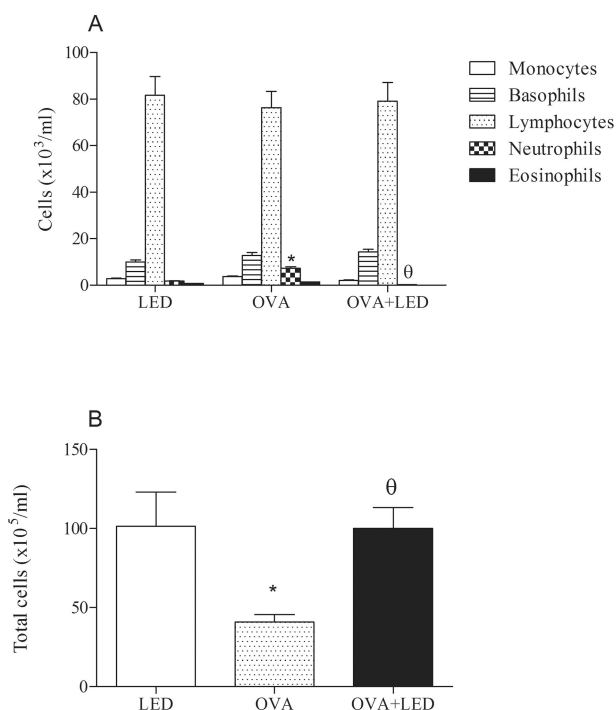 A
Cells (x10³/ml)
100
80
60
40
20
0
*
θ
LED
OVA
OVA+LED
Monocytes
Basophils
Lymphocytes
Neutrophils
Eosinophils
B
Total cells (x10⁵/ml)
150
100
50
0
*
θ
LED
OVA
OVA+LED